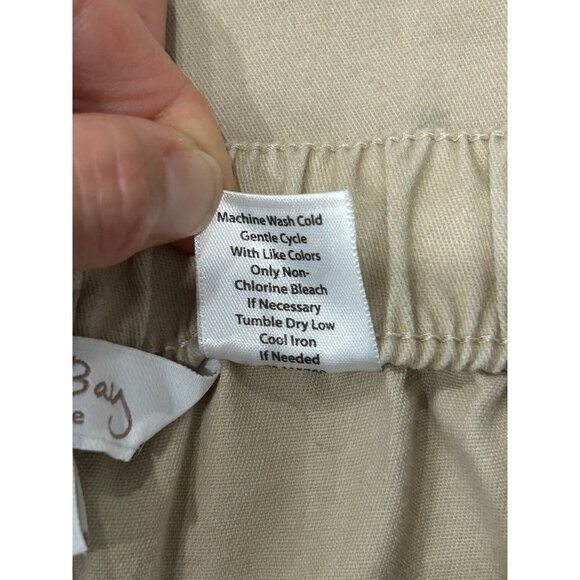 Machine Wash Cold
Gentle Cycle
With Like Colors
Only Non-
Chlorine Bleach
If Necessary
Tumble Dry Low
Cool Iron
If Needed
Bay
e